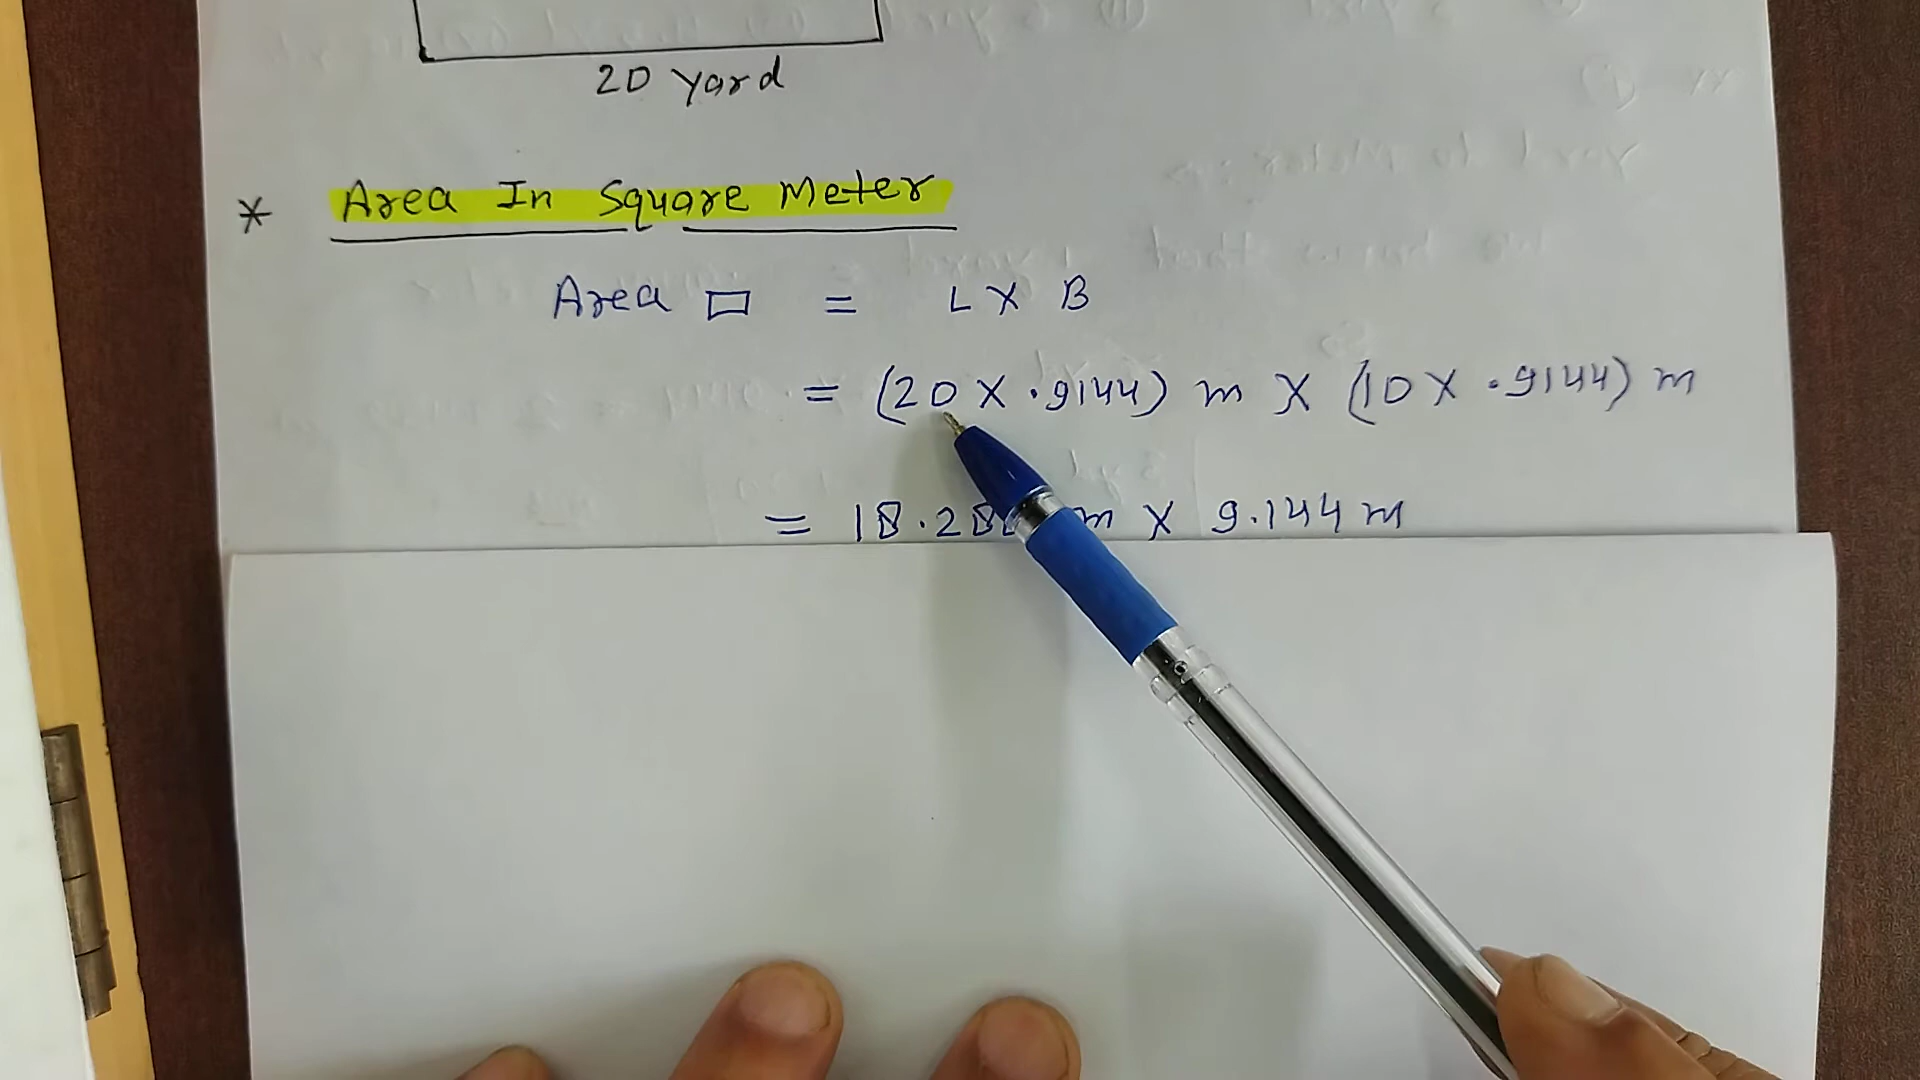 20 yard
* Area In Square Meter
Area ▭ = L X B
= (20 X .9144) m X (10 X .9144) m
= 18.28 m X 9.144 m